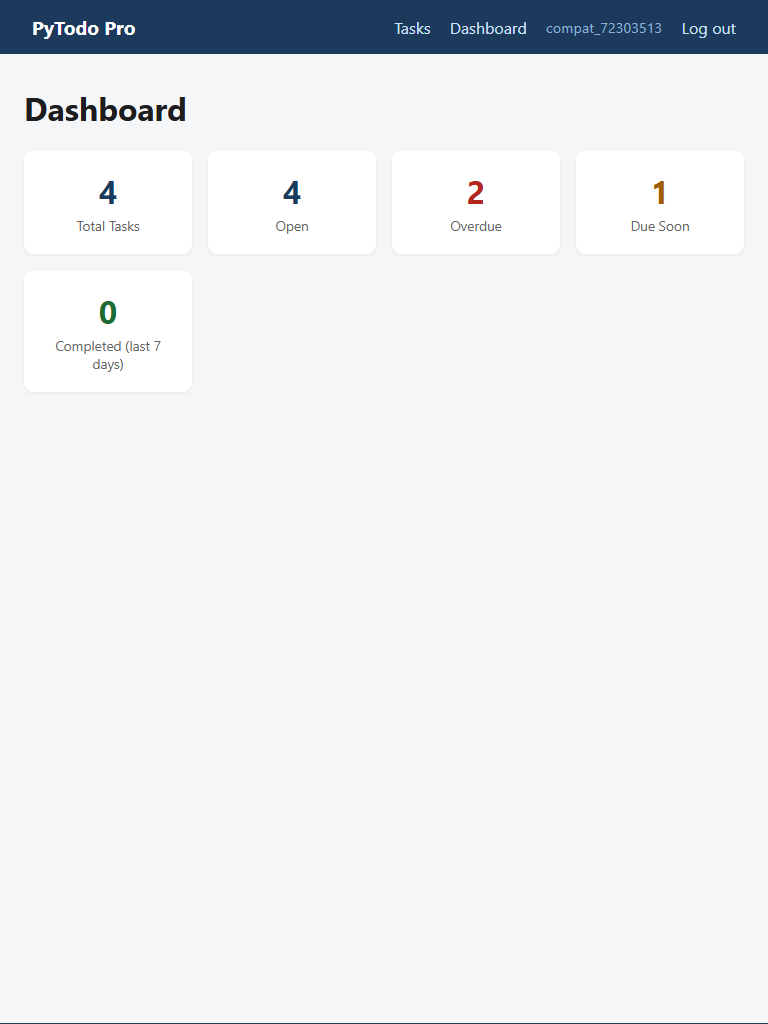 PyTodo Pro
Tasks
Dashboard
compat_72303513
Log out
Dashboard
4
Total Tasks
4
Open
2
Overdue
1
Due Soon
0
Completed (last 7
days)